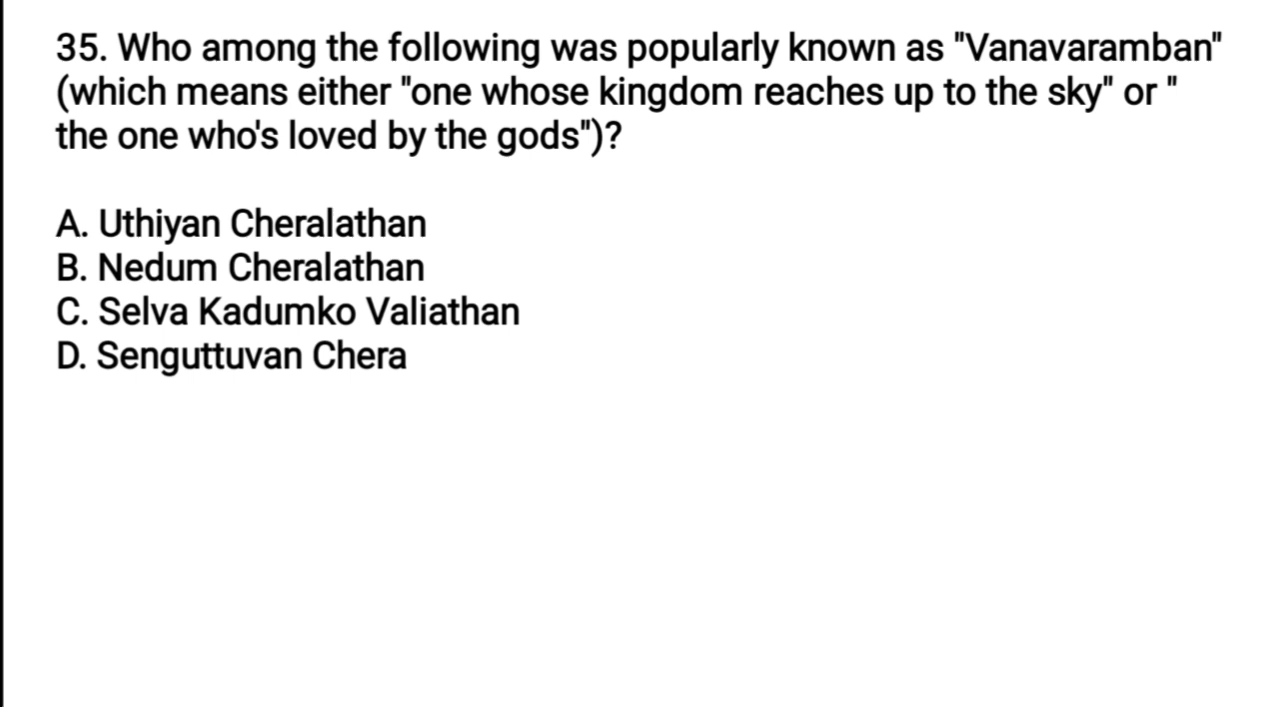 35. Who among the following was popularly known as "Vanavaramban"
(which means either "one whose kingdom reaches up to the sky" or "
the one who's loved by the gods")?
A. Uthiyan Cheralathan
B. Nedum Cheralathan
C. Selva Kadumko Valiathan
D. Senguttuvan Chera